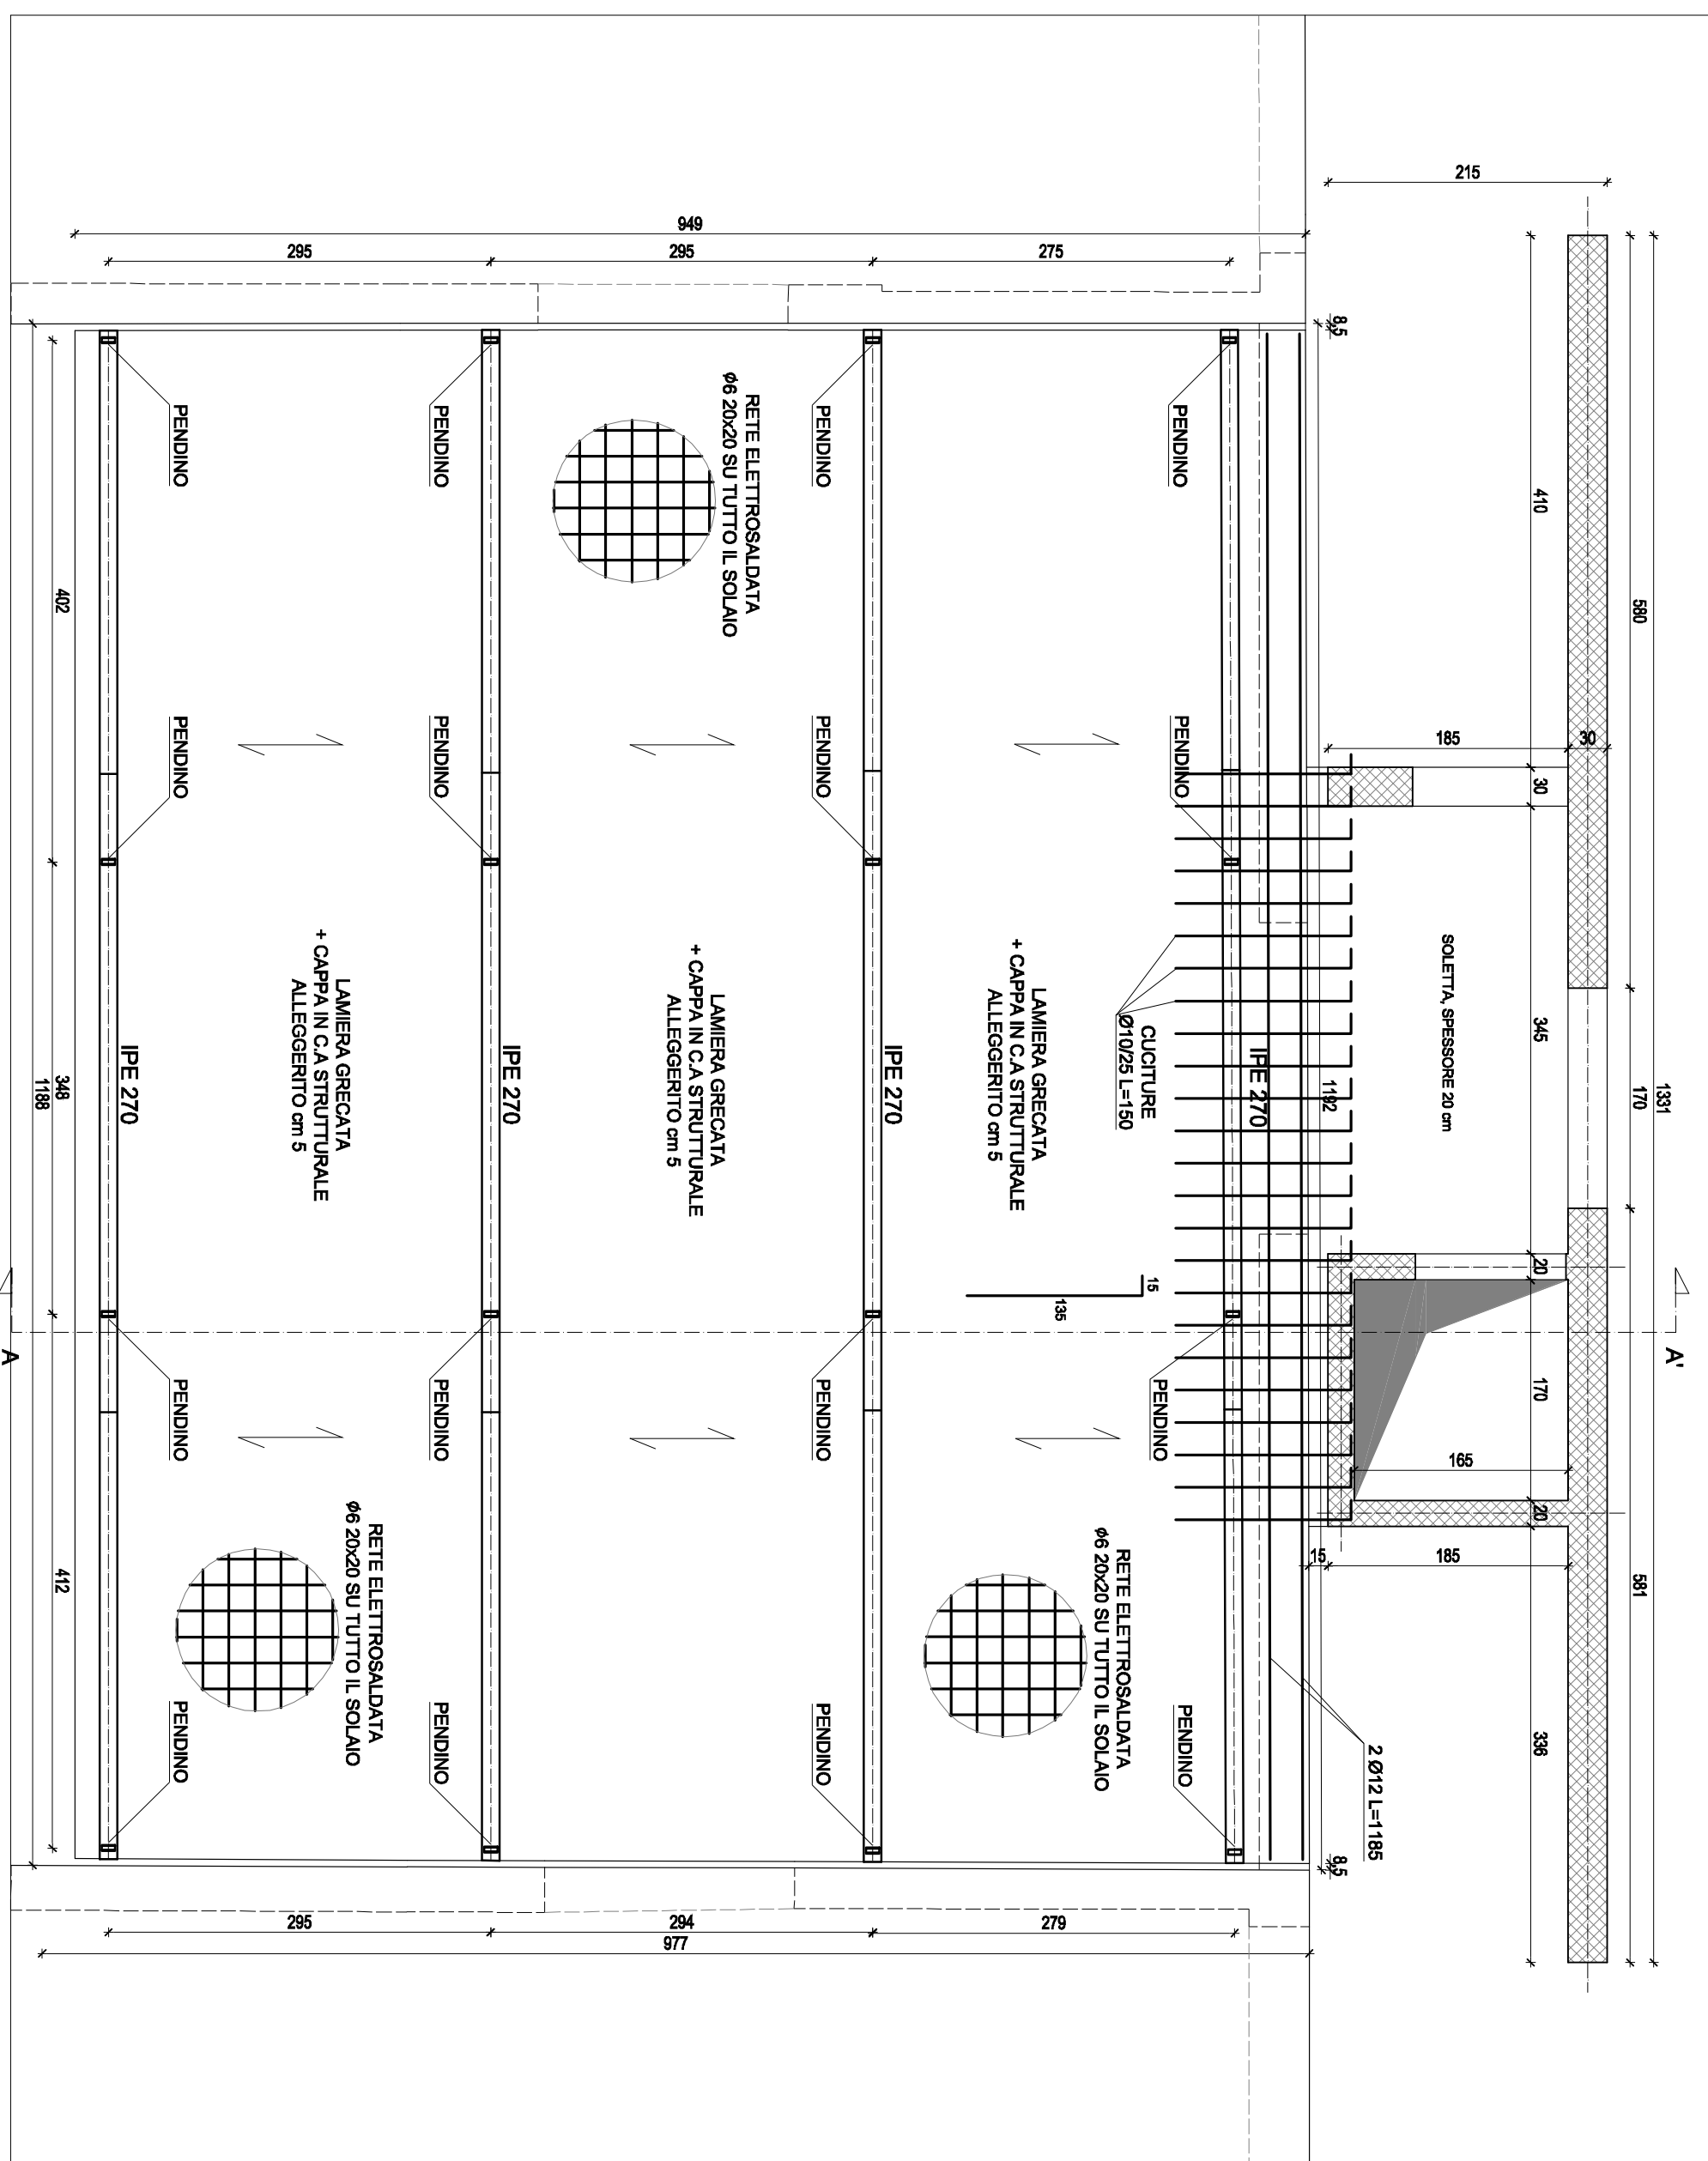 1331
580
170
581
410
30
345
20
170
20
336
215
185
30
165
185
15
A'
SOLETTA, SPESSORE 20 cm
8,5
1192
8,5
2 Ø12 L=1185
949
295
295
275
IPE 270
CUCITURE
Ø10/25 L=150
15
135
PENDINO
PENDINO
PENDINO
PENDINO
LAMIERA GRECATA
+ CAPPA IN C.A STRUTTURALE
ALLEGGERITO cm 5
RETE ELETTROSALDATA
Ø6 20x20 SU TUTTO IL SOLAIO
IPE 270
PENDINO
PENDINO
PENDINO
PENDINO
RETE ELETTROSALDATA
Ø6 20x20 SU TUTTO IL SOLAIO
LAMIERA GRECATA
+ CAPPA IN C.A STRUTTURALE
ALLEGGERITO cm 5
IPE 270
PENDINO
PENDINO
PENDINO
PENDINO
LAMIERA GRECATA
+ CAPPA IN C.A STRUTTURALE
ALLEGGERITO cm 5
RETE ELETTROSALDATA
Ø6 20x20 SU TUTTO IL SOLAIO
PENDINO
PENDINO
PENDINO
PENDINO
IPE 270
402
348
412
1188
295
294
279
977
A